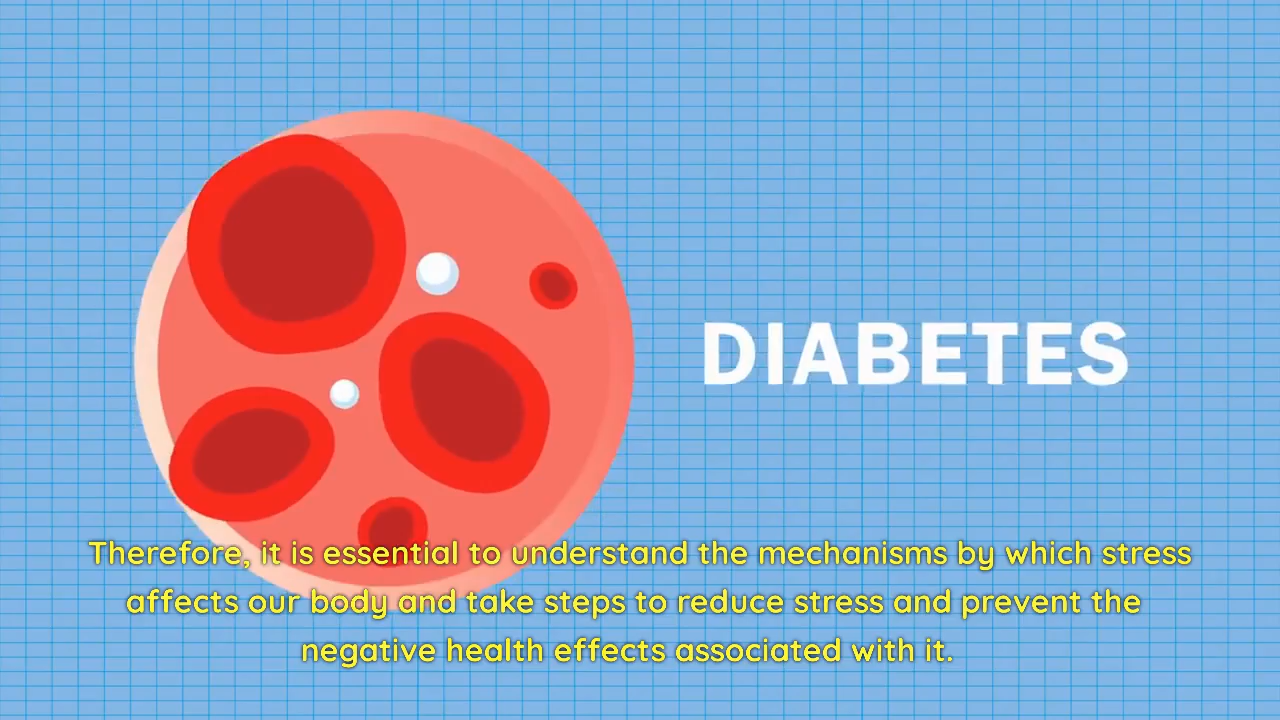 DIABETES
Therefore, it is essential to understand the mechanisms by which stress
affects our body and take steps to reduce stress and prevent the
negative health effects associated with it.